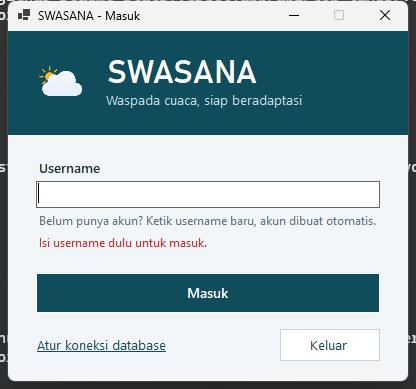 SWASANA - Masuk
SWASANA
Waspada cuaca, siap beradaptasi
Username
Belum punya akun? Ketik username baru, akun dibuat otomatis.
Isi username dulu untuk masuk.
Masuk
Atur koneksi database
Keluar